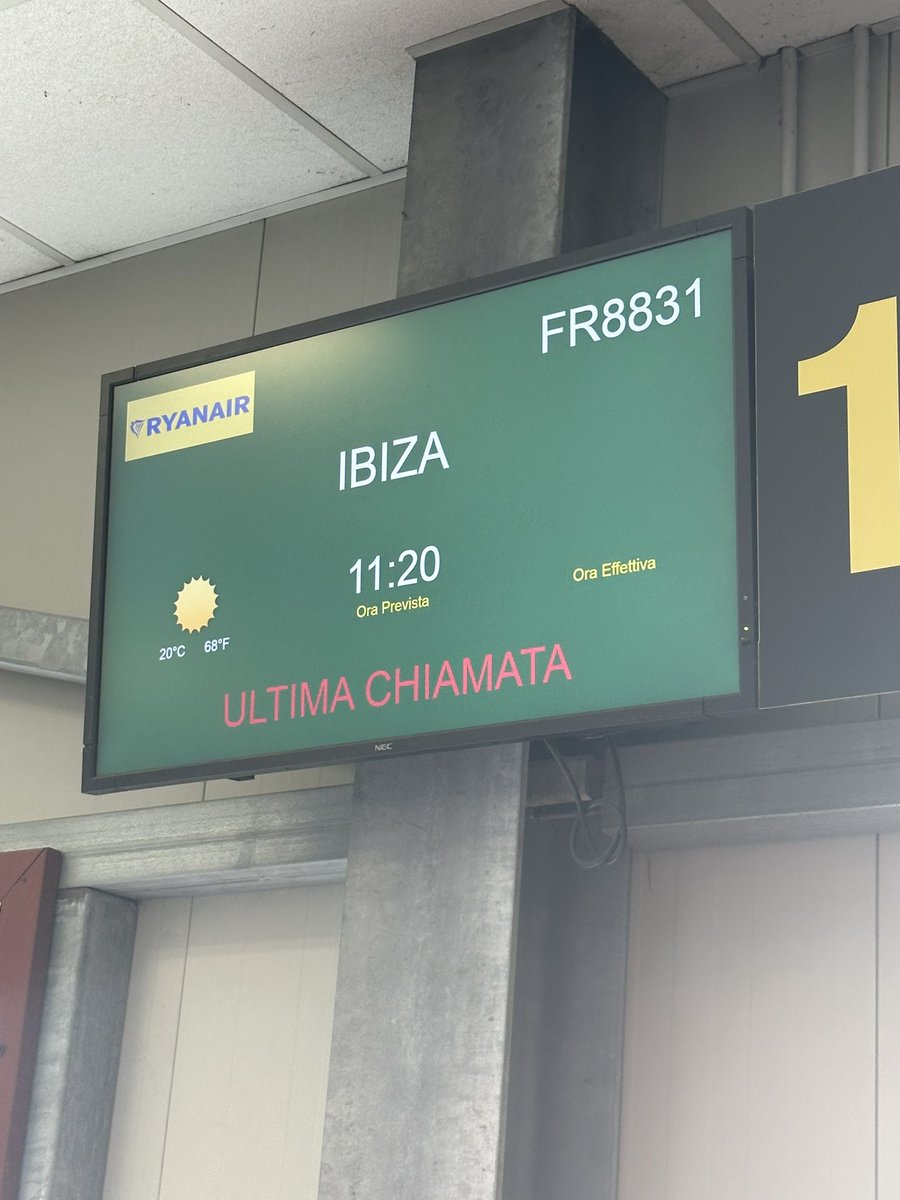 FR8831
RYANAIR
IBIZA
11:20
Ora Prevista
Ora Effettiva
20°C 68°F
ULTIMA CHIAMATA
NEC
1